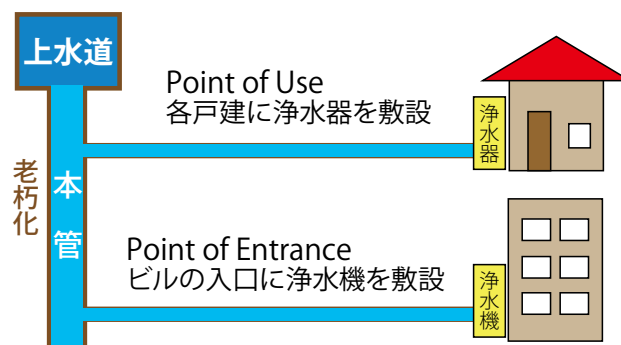 上水道
Point of Use
各戸建に浄水器を敷設
浄水器
老朽化
本管
Point of Entrance
ビルの入口に浄水機を敷設
浄水機